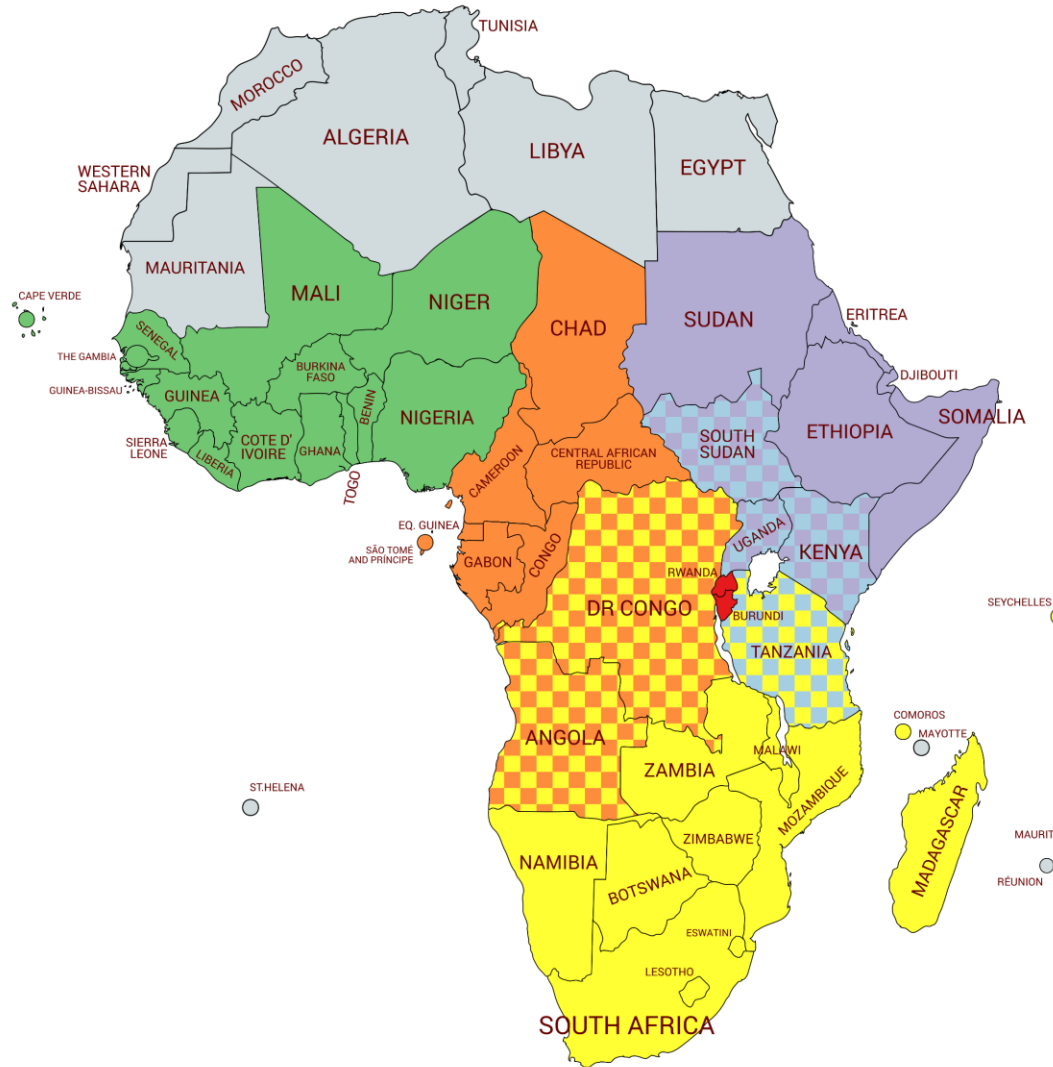 TUNISIA
MOROCCO
ALGERIA
LIBYA
EGYPT
WESTERN
SAHARA
MAURITANIA
MALI
NIGER
CHAD
SUDAN
ERITREA
CAPE VERDE
SENEGAL
THE GAMBIA
GUINEA-BISSAU
GUINEA
BURKINA
FASO
BENIN
NIGERIA
DJIBOUTI
SOMALIA
ETHIOPIA
SOUTH
SUDAN
SIERRA
LEONE
LIBERIA
COTE D'
IVOIRE
GHANA
TOGO
CAMEROON
CENTRAL AFRICAN
REPUBLIC
EQ. GUINEA
SÃO TOMÉ
AND PRÍNCIPE
GABON
CONGO
UGANDA
KENYA
RWANDA
DR CONGO
BURUNDI
TANZANIA
SEYCHELLES
COMOROS
MAYOTTE
ANGOLA
ZAMBIA
MALAWI
MOZAMBIQUE
MADAGASCAR
ST.HELENA
NAMIBIA
ZIMBABWE
BOTSWANA
MAURIT
RÉUNION
ESWATINI
LESOTHO
SOUTH AFRICA